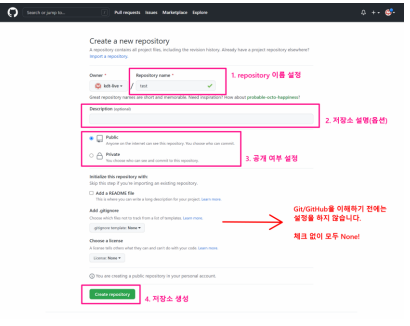 Search or jump to...
Pull requests Issues Marketplace Explore
Create a new repository
A repository contains all project files, including the revision history. Already have a project repository elsewhere?
Import a repository.
Owner * Repository name *
kdt-live / test
1. repository 이름 설정
Great repository names are short and memorable. Need inspiration? How about probable-octo-happiness?
Description (optional)
2. 저장소 설명(옵션)
Public
Anyone on the internet can see this repository. You choose who can commit.
Private
You choose who can see and commit to this repository.
3. 공개 여부 설정
Initialize this repository with:
Skip this step if you're importing an existing repository.
Add a README file
This is where you can write a long description for your project. Learn more.
Add .gitignore
Choose which files not to track from a list of templates. Learn more.
.gitignore template: None
Git/GitHub을 이해하기 전에는
설정을 하지 않습니다.
체크 없이 모두 None!
Choose a license
A license tells others what they can and can't do with your code. Learn more.
License: None
You are creating a public repository in your personal account.
Create repository
4. 저장소 생성